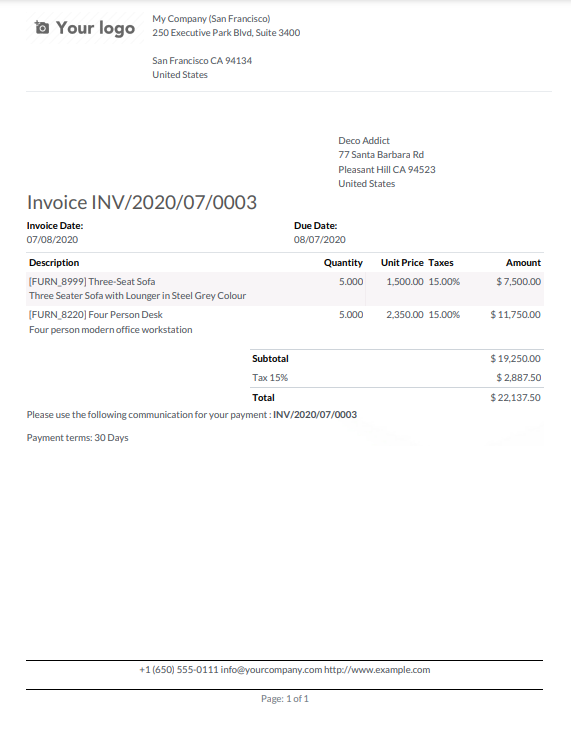 Your logo
My Company (San Francisco)
250 Executive Park Blvd, Suite 3400
San Francisco CA 94134
United States
Deco Addict
77 Santa Barbara Rd
Pleasant Hill CA 94523
United States
Invoice INV/2020/07/0003
Invoice Date: Due Date:
07/08/2020 08/07/2020
Description Quantity Unit Price Taxes Amount
[FURN_8999] Three-Seat Sofa 5.000 1,500.00 15.00% $ 7,500.00
Three Seater Sofa with Lounger in Steel Grey Colour
[FURN_8220] Four Person Desk 5.000 2,350.00 15.00% $ 11,750.00
Four person modern office workstation
Subtotal $ 19,250.00
Tax 15% $ 2,887.50
Total $ 22,137.50
Please use the following communication for your payment : INV/2020/07/0003
Payment terms: 30 Days
+1 (650) 555-0111 info@yourcompany.com http://www.example.com
Page: 1 of 1